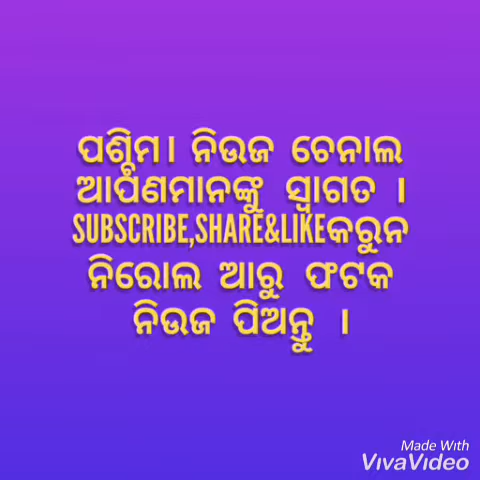 ପଶ୍ଚିମା ନିଉଜ ଚେନାଲ
ଆପଣମାନଙ୍କୁ ସ୍ୱାଗତ ।
SUBSCRIBE,SHARE&LIKEକରୁନ
ନିରୋଲ ଆରୁ ଫଟକ
ନିଉଜ ପିଅନ୍ତୁ ।
Made With
VivaVideo